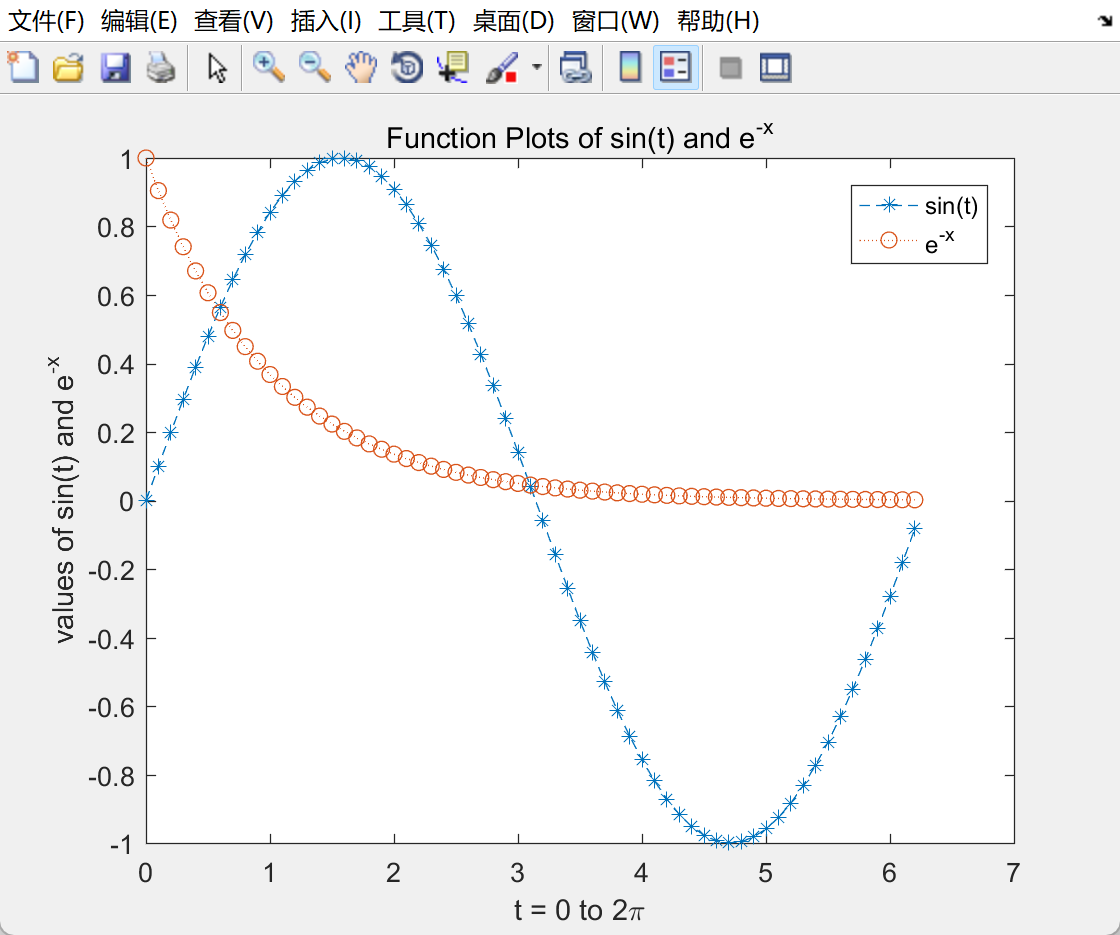 文件(F) 编辑(E) 查看(V) 插入(I) 工具(T) 桌面(D) 窗口(W) 帮助(H)
Function Plots of sin(t) and e^-x
sin(t)
e^-x
values of sin(t) and e^-x
1
0.8
0.6
0.4
0.2
0
-0.2
-0.4
-0.6
-0.8
-1
0 1 2 3 4 5 6 7
t = 0 to 2π